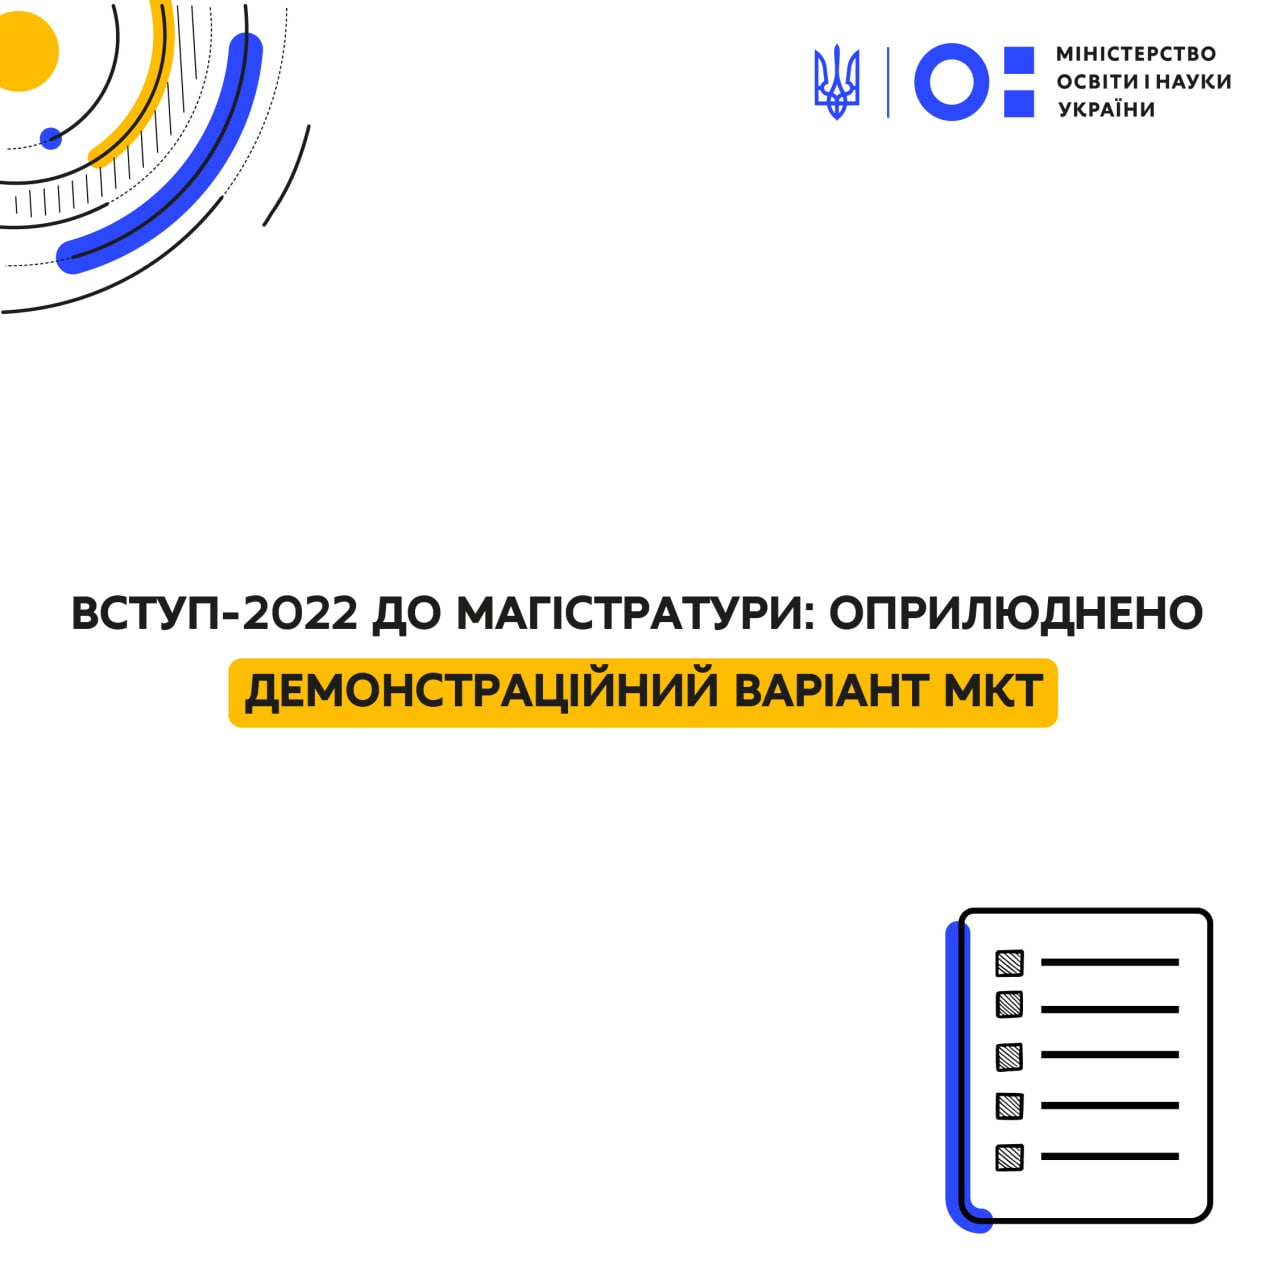 МІНІСТЕРСТВО
ОСВІТИ І НАУКИ
УКРАЇНИ
ВСТУП-2022 ДО МАГІСТРАТУРИ: ОПРИЛЮДНЕНО
ДЕМОНСТРАЦІЙНИЙ ВАРІАНТ МКТ